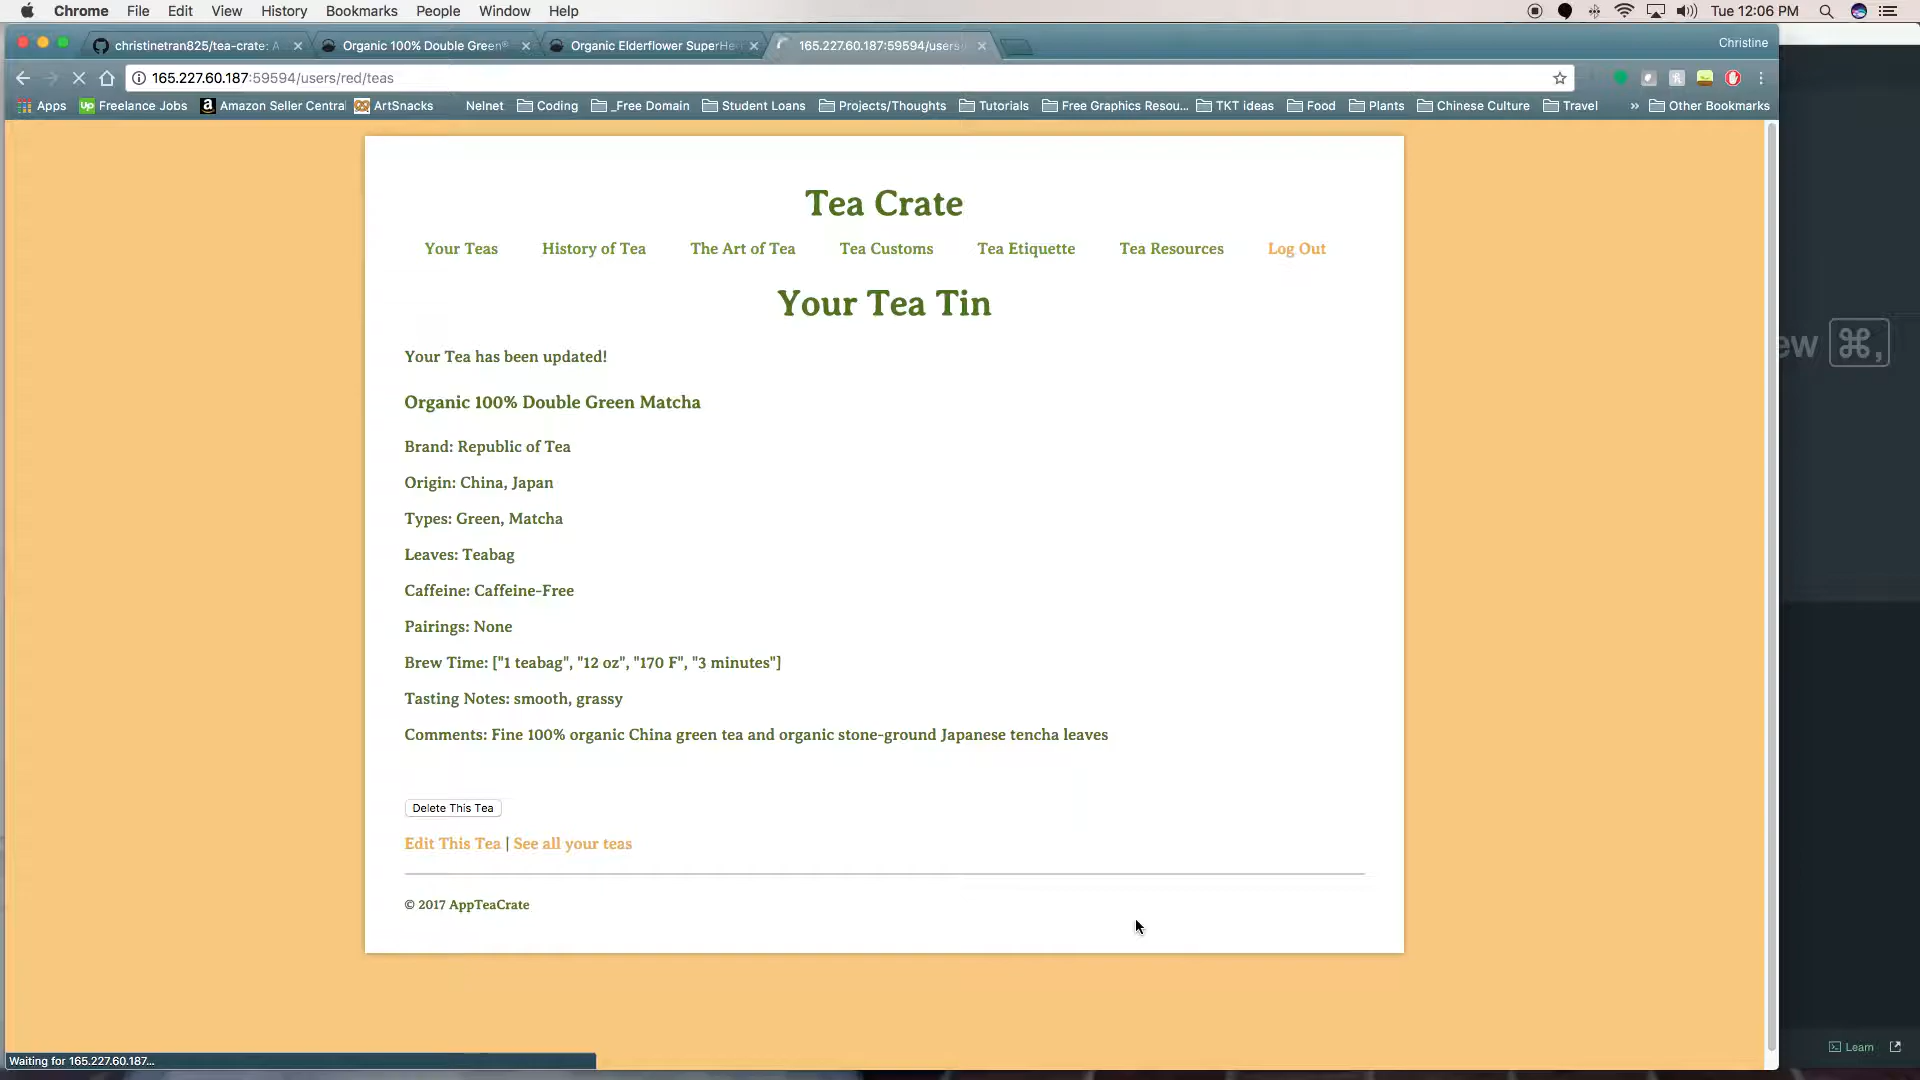 Chrome File Edit View History Bookmarks People Window Help Tue 12:06 PM
christinetran825/tea-crate: A Organic 100% Double Green® Organic Elderflower SuperHe 165.227.60.187:59594/users Christine
165.227.60.187:59594/users/red/teas
Apps Up Freelance Jobs a Amazon Seller Central ArtSnacks Nelnet Coding _Free Domain Student Loans Projects/Thoughts Tutorials Free Graphics Resou... TKT ideas Food Plants Chinese Culture Travel » Other Bookmarks
Tea Crate
Your Teas History of Tea The Art of Tea Tea Customs Tea Etiquette Tea Resources Log Out
Your Tea Tin
ew ⌘,
Your Tea has been updated!
Organic 100% Double Green Matcha
Brand: Republic of Tea
Origin: China, Japan
Types: Green, Matcha
Leaves: Teabag
Caffeine: Caffeine-Free
Pairings: None
Brew Time: ["1 teabag", "12 oz", "170 F", "3 minutes"]
Tasting Notes: smooth, grassy
Comments: Fine 100% organic China green tea and organic stone-ground Japanese tencha leaves
Delete This Tea
Edit This Tea | See all your teas
© 2017 AppTeaCrate
Learn
Waiting for 165.227.60.187...